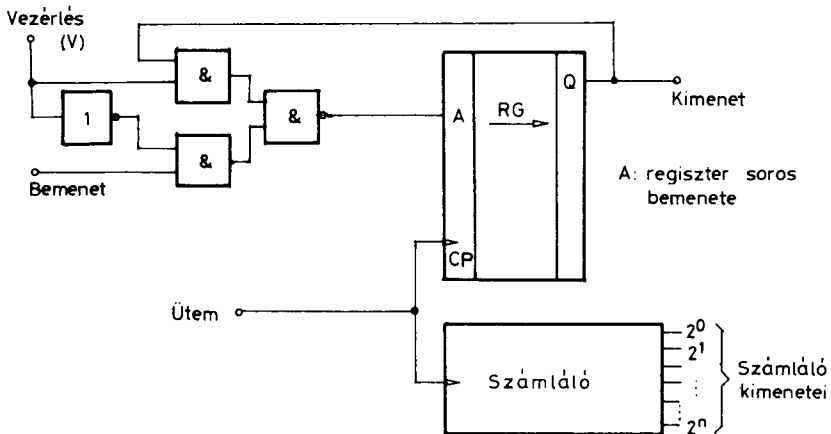 Vezérlés
(V)
&
1
&
&
A
RG
Q
CP
Kimenet
Bemenet
A: regiszter soros
bemenete
Ütem
Számláló
2⁰
2¹
2ⁿ
Számláló
kimenetei